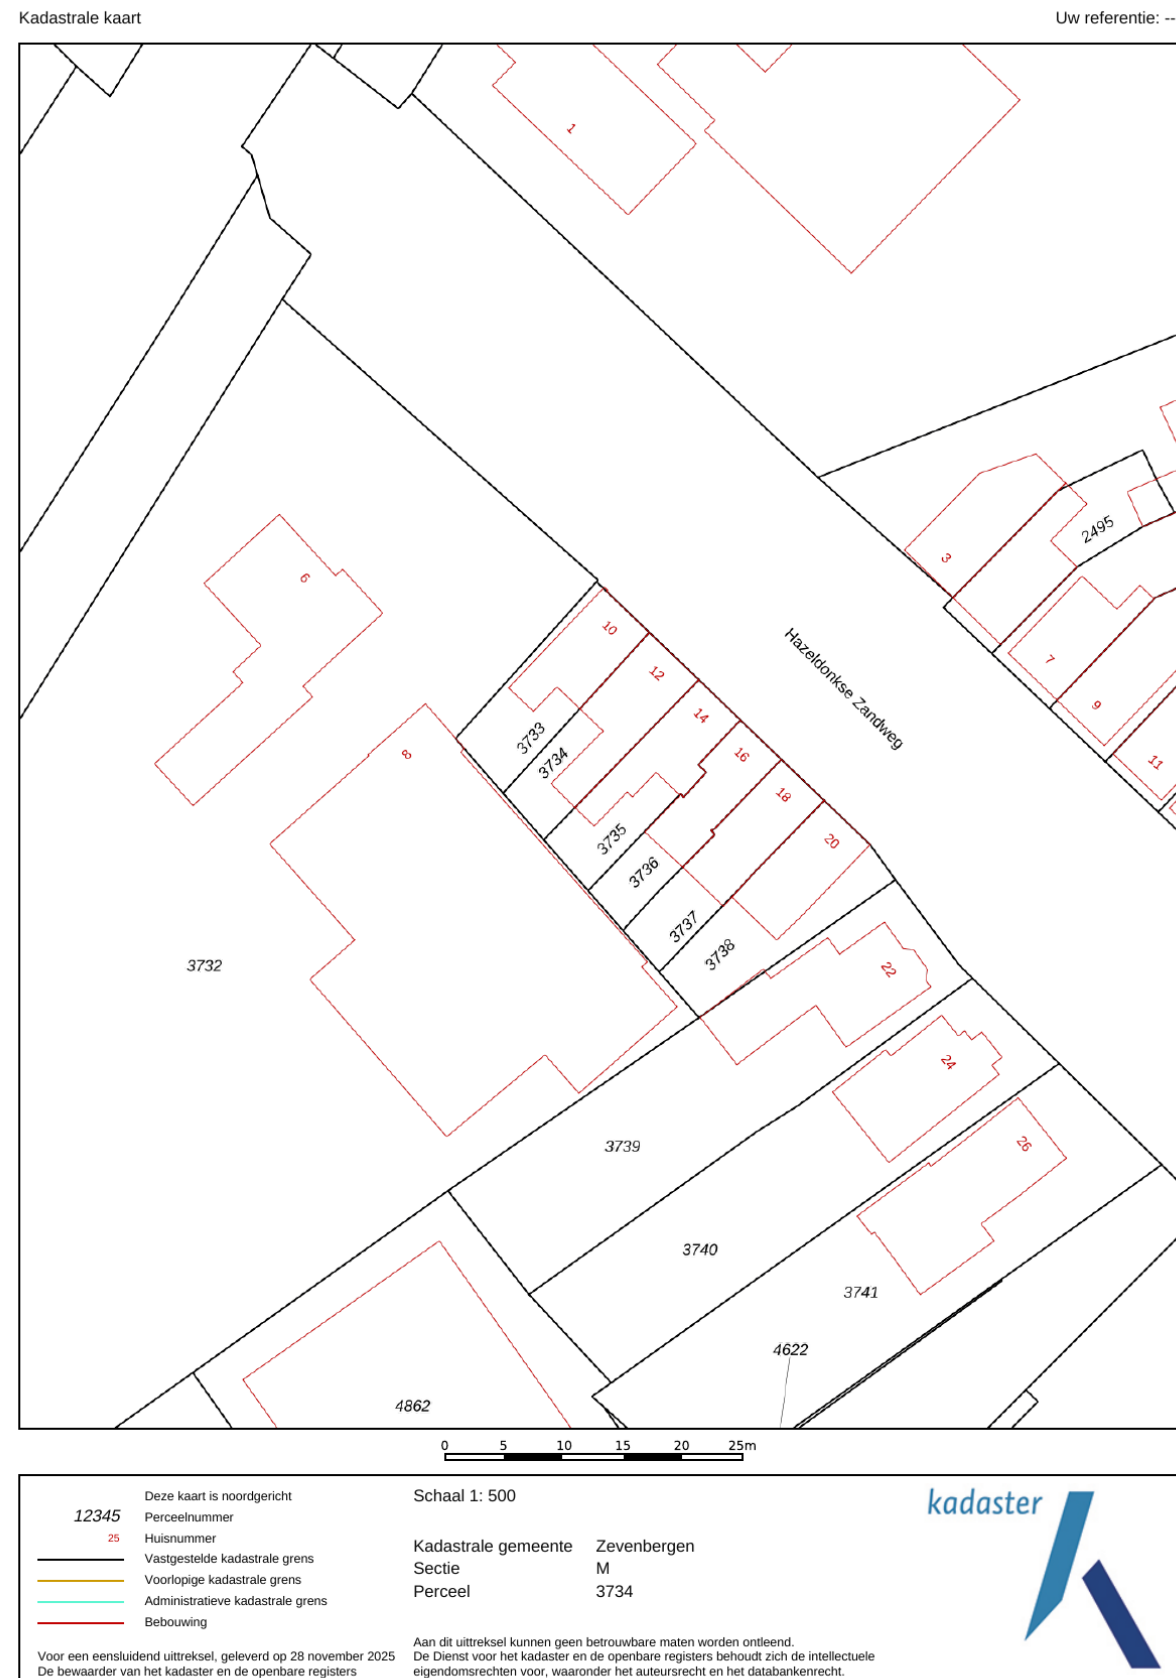 Kadastrale kaart
Uw referentie: --
1
3
2495
6
7
10
Hazeldonkse Zandweg
12
9
14
3733
8
16
3734
11
18
3735
20
3736
3737
3738
3732
22
24
3739
26
3740
3741
4622
4862
0 5 10 15 20 25m
Deze kaart is noordgericht
12345 Perceelnummer
25 Huisnummer
Vastgestelde kadastrale grens
Voorlopige kadastrale grens
Administratieve kadastrale grens
Bebouwing
Voor een eensluidend uittreksel, geleverd op 28 november 2025
De bewaarder van het kadaster en de openbare registers
Schaal 1: 500
Kadastrale gemeente Zevenbergen
Sectie M
Perceel 3734
Aan dit uittreksel kunnen geen betrouwbare maten worden ontleend.
De Dienst voor het kadaster en de openbare registers behoudt zich de intellectuele
eigendomsrechten voor, waaronder het auteursrecht en het databankenrecht.
kadaster